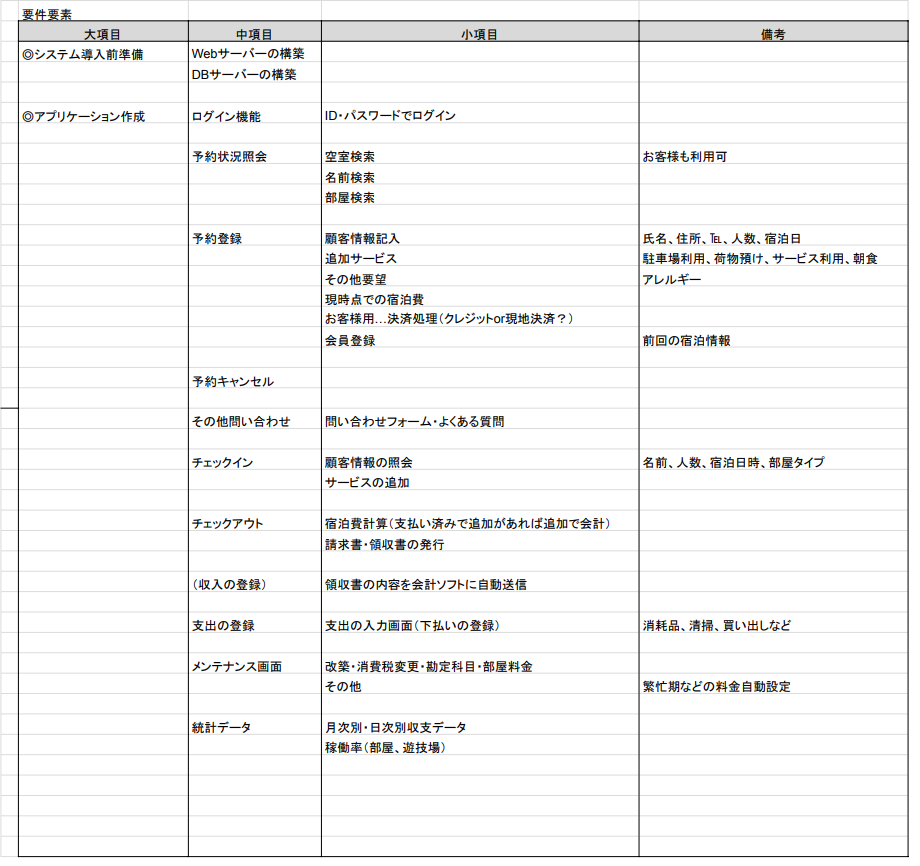 要件要素
大項目 中項目 小項目 備考
◎システム導入前準備 Webサーバーの構築
DBサーバーの構築
◎アプリケーション作成 ログイン機能 ID・パスワードでログイン
予約状況照会 空室検索 お客様も利用可
名前検索
部屋検索
予約登録 顧客情報記入 氏名、住所、℡、人数、宿泊日
追加サービス 駐車場利用、荷物預け、サービス利用、朝食
その他要望 アレルギー
現時点での宿泊費
お客様用…決済処理（クレジットor現地決済？）
会員登録 前回の宿泊情報
予約キャンセル
その他問い合わせ 問い合わせフォーム・よくある質問
チェックイン 顧客情報の照会 名前、人数、宿泊日時、部屋タイプ
サービスの追加
チェックアウト 宿泊費計算（支払い済みで追加があれば追加で会計）
請求書・領収書の発行
（収入の登録） 領収書の内容を会計ソフトに自動送信
支出の登録 支出の入力画面（下払いの登録） 消耗品、清掃、買い出しなど
メンテナンス画面 改築・消費税変更・勘定科目・部屋料金
その他 繁忙期などの料金自動設定
統計データ 月次別・日次別収支データ
稼働率（部屋、遊技場）